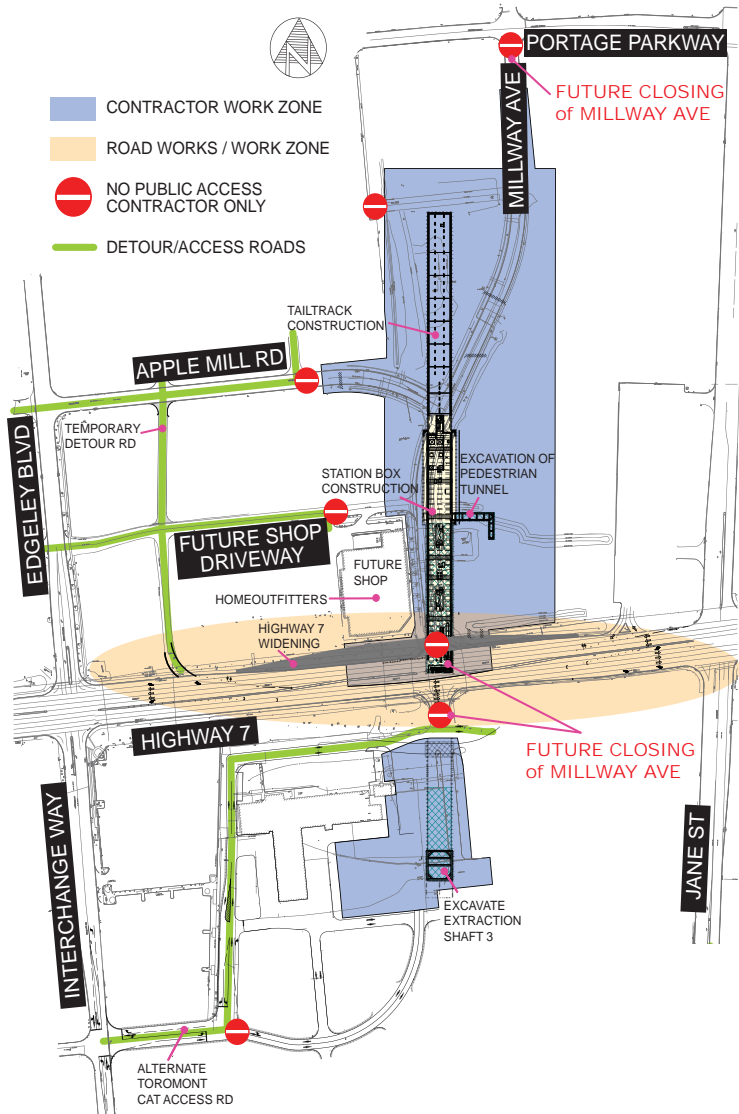 N
PORTAGE PARKWAY
MILLWAY AVE
FUTURE CLOSING
of MILLWAY AVE
CONTRACTOR WORK ZONE
ROAD WORKS / WORK ZONE
NO PUBLIC ACCESS
CONTRACTOR ONLY
DETOUR/ACCESS ROADS
TAILTRACK
CONSTRUCTION
APPLE MILL RD
TEMPORARY
DETOUR RD
EDGELEY BLVD
STATION BOX
CONSTRUCTION
EXCAVATION OF
PEDESTRIAN
TUNNEL
FUTURE SHOP
DRIVEWAY
FUTURE
SHOP
HOMEOUTFITTERS
HIGHWAY 7
WIDENING
HIGHWAY 7
FUTURE CLOSING
of MILLWAY AVE
INTERCHANGE WAY
JANE ST
EXCAVATE
EXTRACTION
SHAFT 3
ALTERNATE
TOROMONT
CAT ACCESS RD